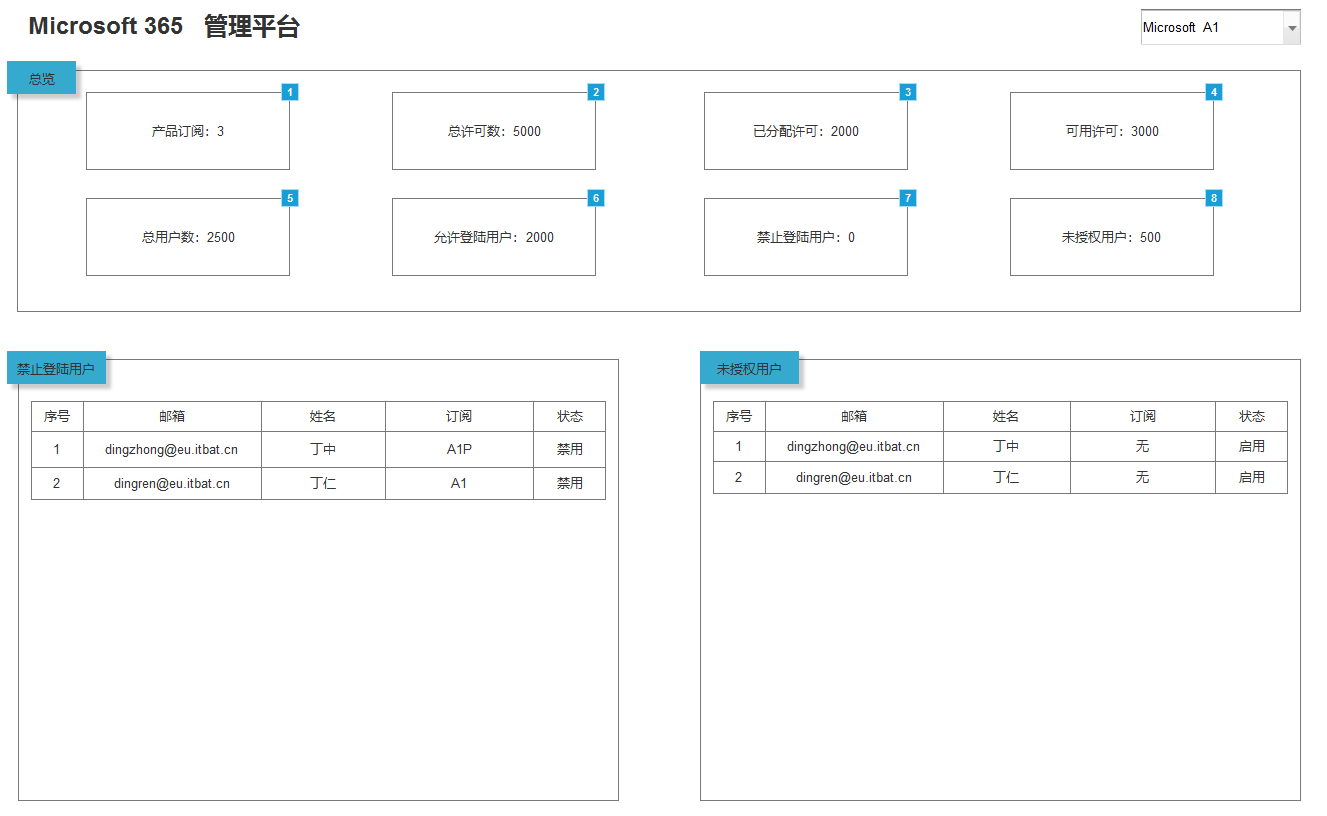 Microsoft 365 管理平台
Microsoft A1
总览
1
2
3
4
产品订阅：3
总许可数：5000
已分配许可：2000
可用许可：3000
5
6
7
8
总用户数：2500
允许登陆用户：2000
禁止登陆用户：0
未授权用户：500
禁止登陆用户
序号 邮箱 姓名 订阅 状态
1 dingzhong@eu.itbat.cn 丁中 A1P 禁用
2 dingren@eu.itbat.cn 丁仁 A1 禁用
未授权用户
序号 邮箱 姓名 订阅 状态
1 dingzhong@eu.itbat.cn 丁中 无 启用
2 dingren@eu.itbat.cn 丁仁 无 启用